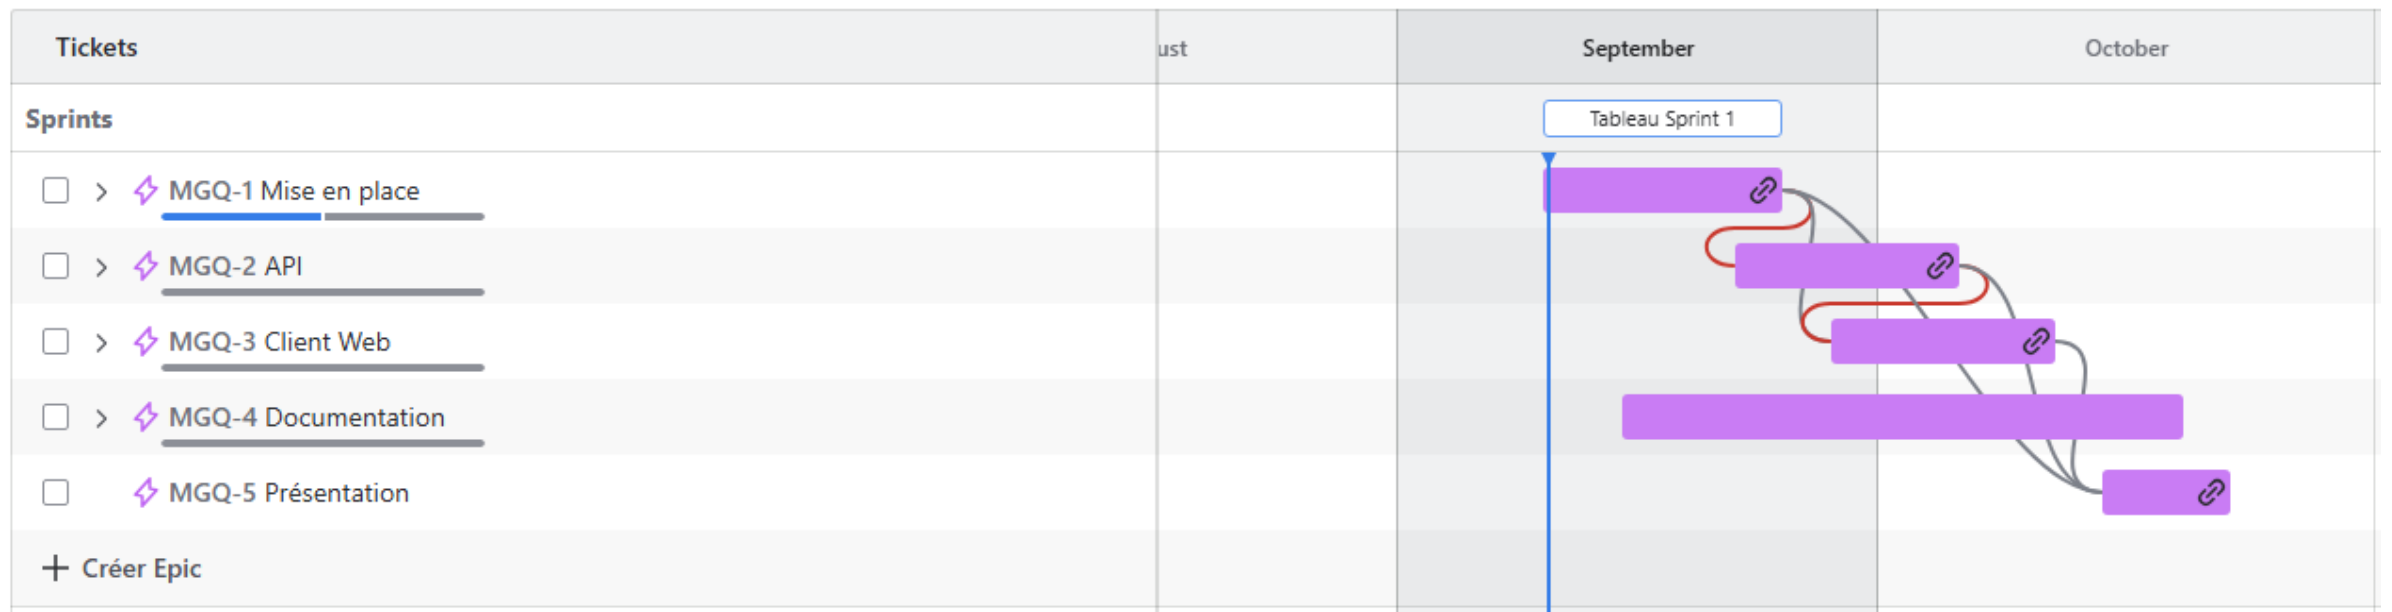 Tickets
ust
September
October
Sprints
Tableau Sprint 1
MGQ-1 Mise en place
MGQ-2 API
MGQ-3 Client Web
MGQ-4 Documentation
MGQ-5 Présentation
Créer Epic